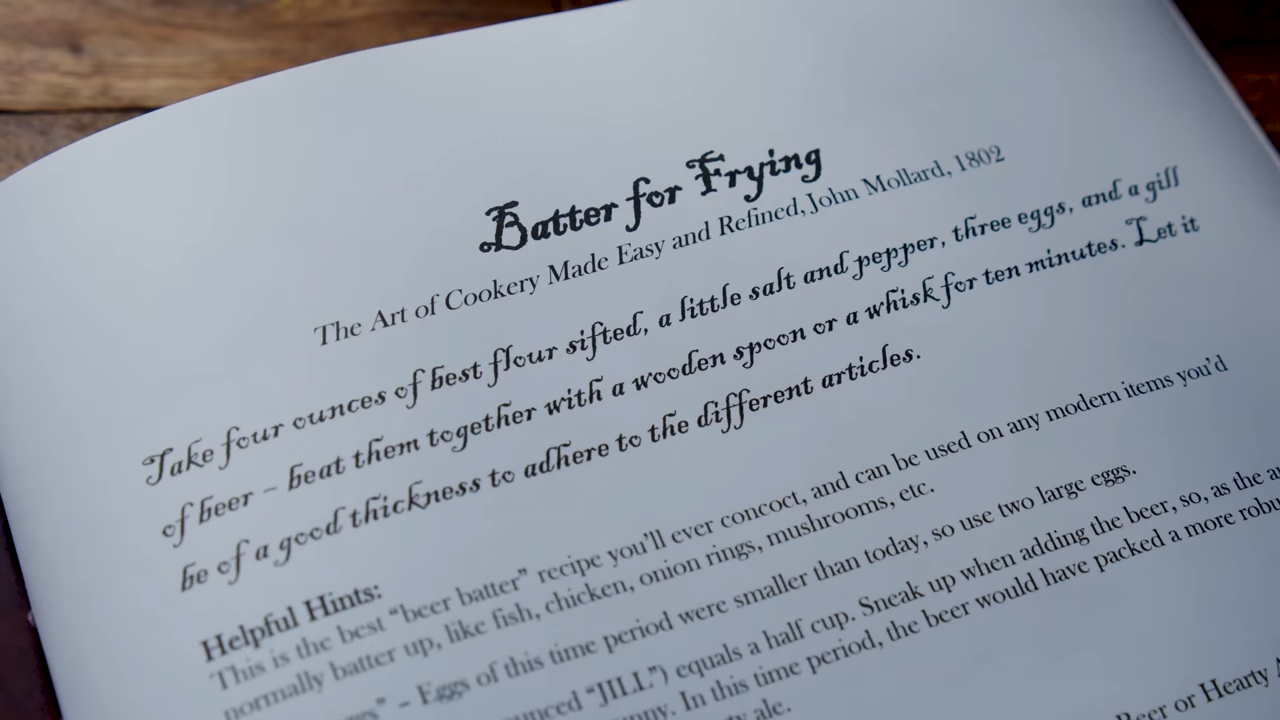 Batter for Frying
The Art of Cookery Made Easy and Refined, John Mollard, 1802
Take four ounces of best flour sifted, a little salt and pepper, three eggs, and a gill
of beer – beat them together with a wooden spoon or a whisk for ten minutes. Let it
be of a good thickness to adhere to the different articles.
Helpful Hints:
This is the best “beer batter” recipe you’ll ever concoct, and can be used on any modern items you’d
normally batter up, like fish, chicken, onion rings, mushrooms, etc.
– Eggs of this time period were smaller than today, so use two large eggs.
“JILL”) equals a half cup. Sneak up when adding the beer, so, as the
In this time period, the beer would have packed a more
ale.
Beer or Hearty